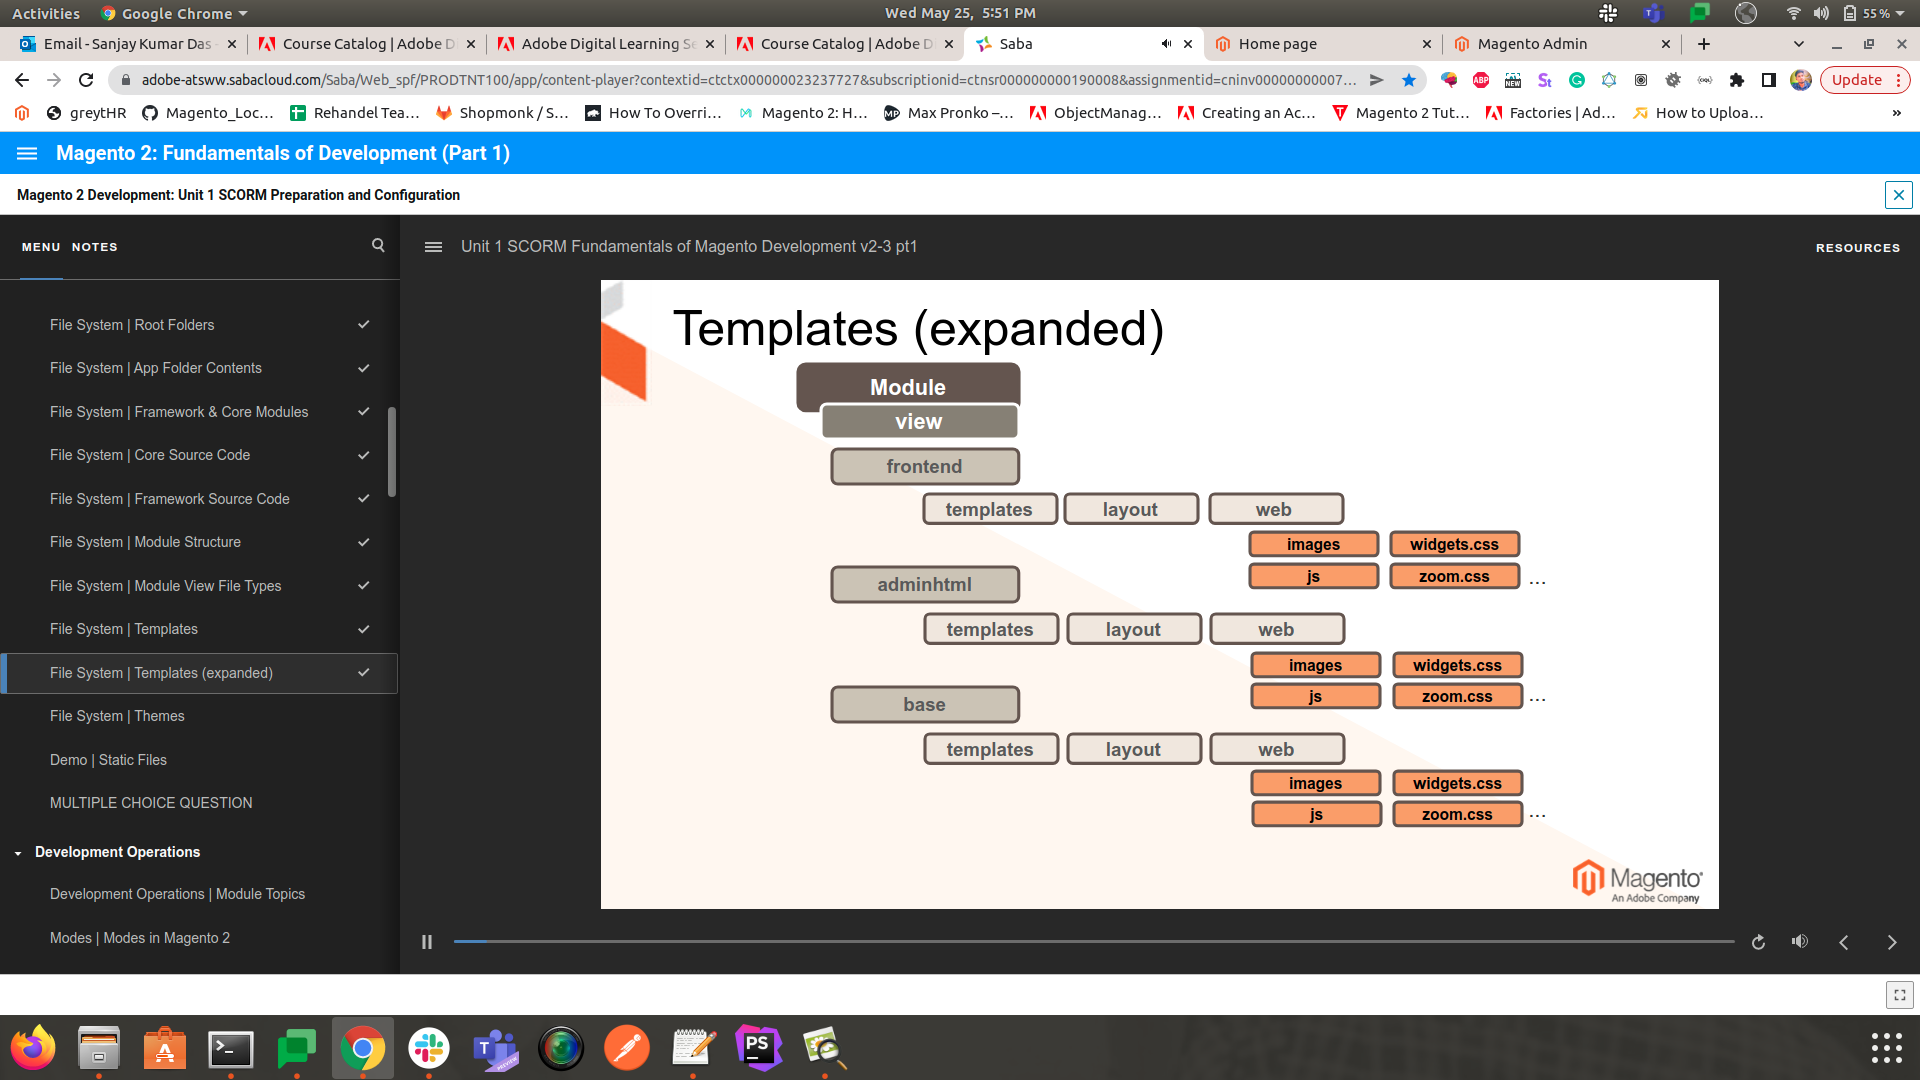 Activities Google Chrome Wed May 25, 5:51 PM 55 %
Email - Sanjay Kumar Das - Course Catalog | Adobe D Adobe Digital Learning Se Course Catalog | Adobe D Saba Home page Magento Admin
adobe-atsww.sabacloud.com/Saba/Web_spf/PRODTNT100/app/content-player?contextid=ctctx000000023237727&subscriptionid=ctnsr000000000190008&assignmentid=cninv00000000007... ABP NEW St Update
greytHR Magento_Loc... Rehandel Tea... Shopmonk / S... How To Overri... Magento 2: H... MP Max Pronko –... ObjectManag... Creating an Ac... Magento 2 Tut... Factories | Ad... How to Uploa... »
Magento 2: Fundamentals of Development (Part 1)
Magento 2 Development: Unit 1 SCORM Preparation and Configuration
MENU NOTES
Unit 1 SCORM Fundamentals of Magento Development v2-3 pt1
RESOURCES
File System | Root Folders
File System | App Folder Contents
File System | Framework & Core Modules
File System | Core Source Code
File System | Framework Source Code
File System | Module Structure
File System | Module View File Types
File System | Templates
File System | Templates (expanded)
File System | Themes
Demo | Static Files
MULTIPLE CHOICE QUESTION
Development Operations
Development Operations | Module Topics
Modes | Modes in Magento 2
Templates (expanded)
Module
view
frontend
templates layout web
images widgets.css
js zoom.css ...
adminhtml
templates layout web
images widgets.css
js zoom.css ...
base
templates layout web
images widgets.css
js zoom.css ...
Magento
An Adobe Company
PS